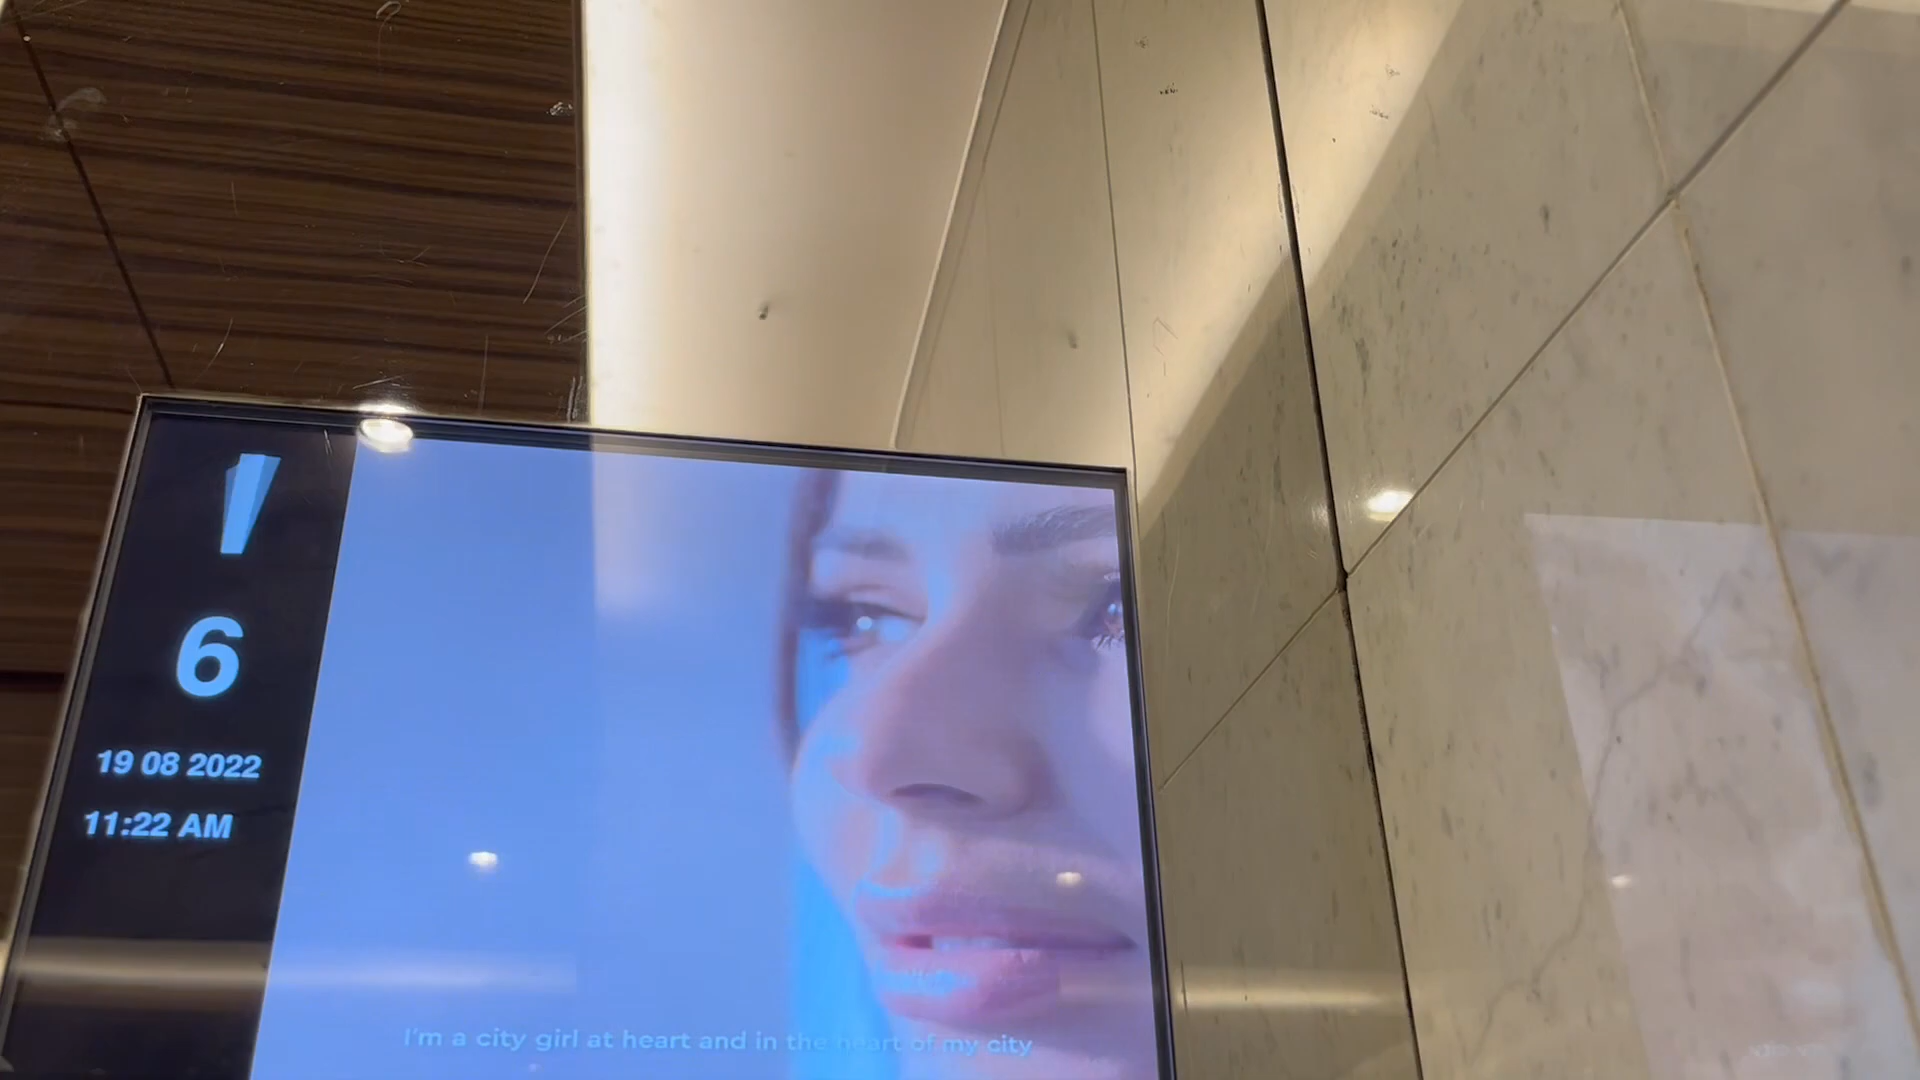 6
19 08 2022
11:22 AM
I'm a city girl at heart and in the heart of my city